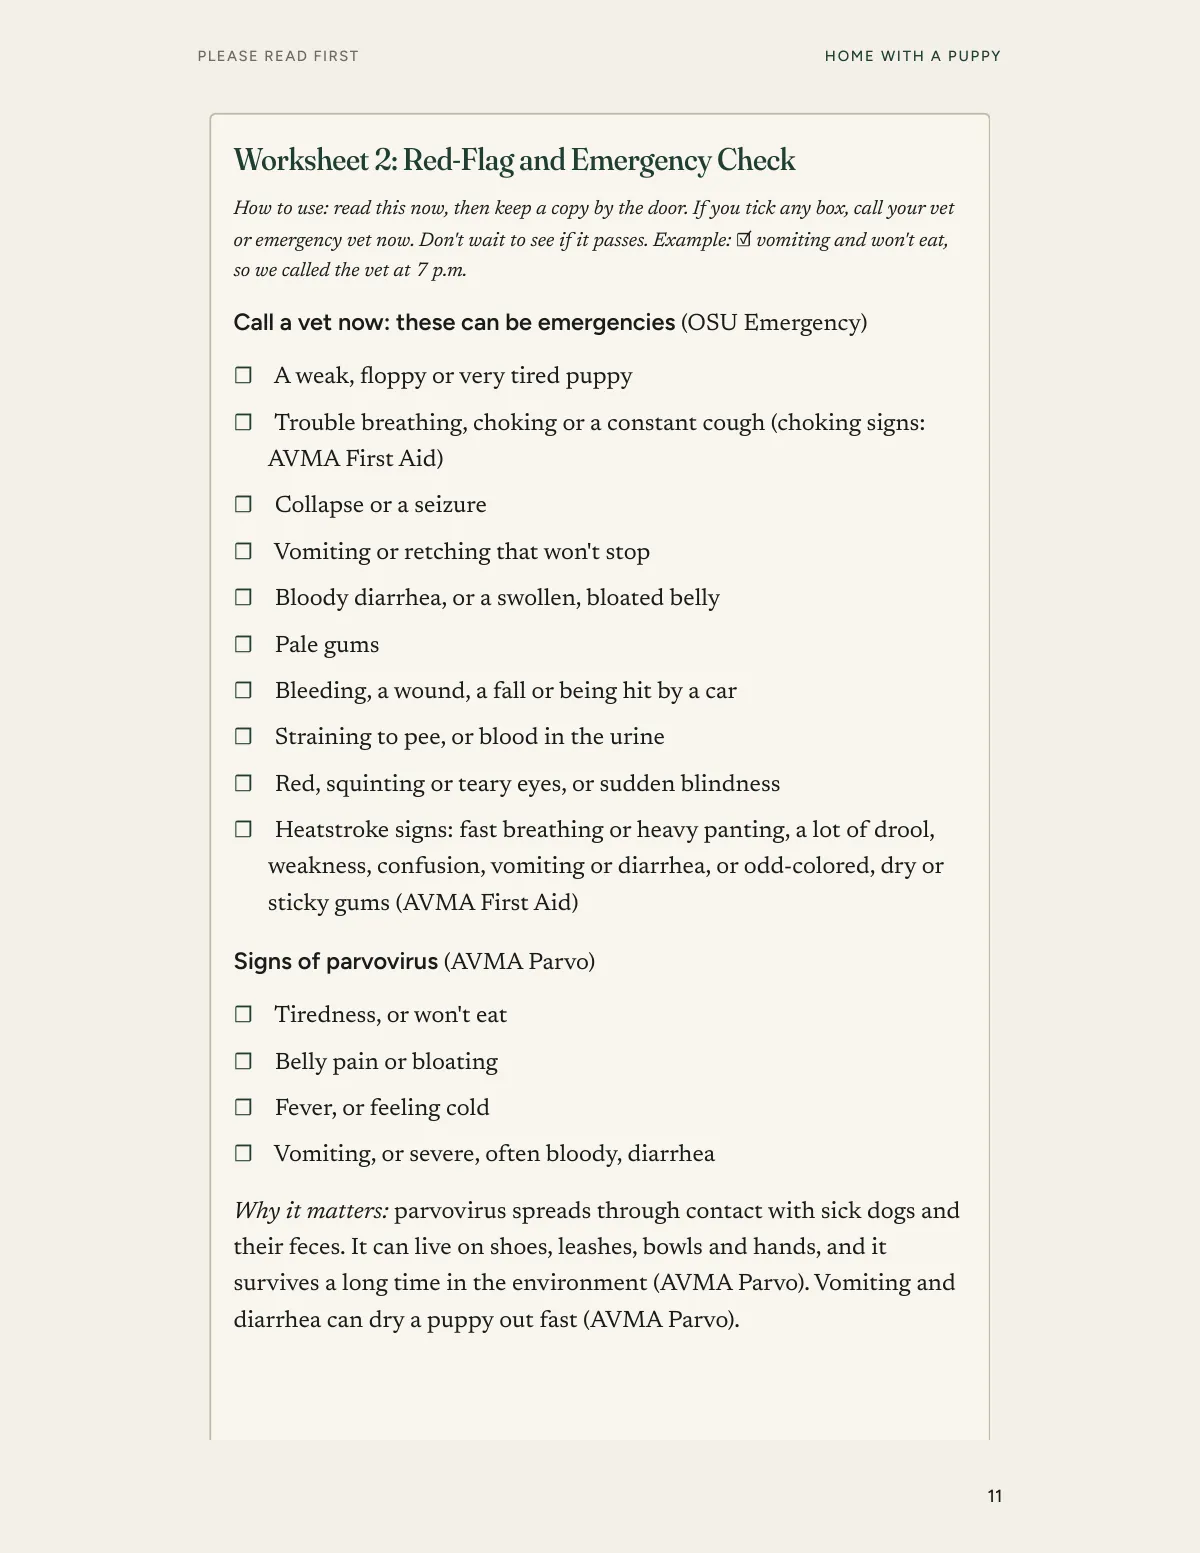 PLEASE READ FIRST
HOME WITH A PUPPY
Worksheet 2: Red-Flag and Emergency Check
How to use: read this now, then keep a copy by the door. If you tick any box, call your vet
or emergency vet now. Don't wait to see if it passes. Example: ☑ vomiting and won't eat,
so we called the vet at 7 p.m.
Call a vet now: these can be emergencies (OSU Emergency)
❒ A weak, floppy or very tired puppy
❒ Trouble breathing, choking or a constant cough (choking signs:
AVMA First Aid)
❒ Collapse or a seizure
❒ Vomiting or retching that won't stop
❒ Bloody diarrhea, or a swollen, bloated belly
❒ Pale gums
❒ Bleeding, a wound, a fall or being hit by a car
❒ Straining to pee, or blood in the urine
❒ Red, squinting or teary eyes, or sudden blindness
❒ Heatstroke signs: fast breathing or heavy panting, a lot of drool,
weakness, confusion, vomiting or diarrhea, or odd-colored, dry or
sticky gums (AVMA First Aid)
Signs of parvovirus (AVMA Parvo)
❒ Tiredness, or won't eat
❒ Belly pain or bloating
❒ Fever, or feeling cold
❒ Vomiting, or severe, often bloody, diarrhea
Why it matters: parvovirus spreads through contact with sick dogs and
their feces. It can live on shoes, leashes, bowls and hands, and it
survives a long time in the environment (AVMA Parvo). Vomiting and
diarrhea can dry a puppy out fast (AVMA Parvo).
11